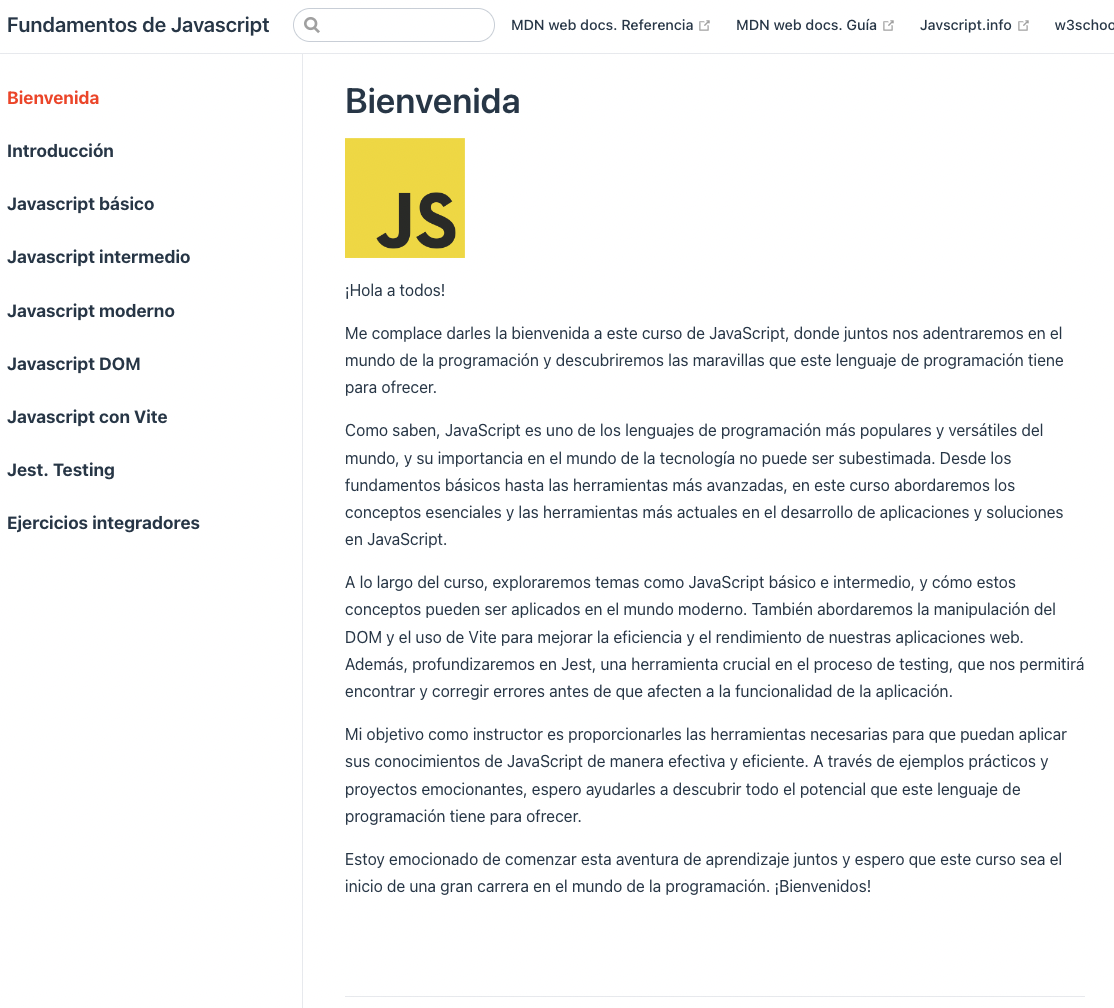 Fundamentos de Javascript
MDN web docs. Referencia
MDN web docs. Guía
Javscript.info
Bienvenida
Introducción
Javascript básico
Javascript intermedio
Javascript moderno
Javascript DOM
Javascript con Vite
Jest. Testing
Ejercicios integradores
Bienvenida
JS
¡Hola a todos!
Me complace darles la bienvenida a este curso de JavaScript, donde juntos nos adentraremos en el
mundo de la programación y descubriremos las maravillas que este lenguaje de programación tiene
para ofrecer.
Como saben, JavaScript es uno de los lenguajes de programación más populares y versátiles del
mundo, y su importancia en el mundo de la tecnología no puede ser subestimada. Desde los
fundamentos básicos hasta las herramientas más avanzadas, en este curso abordaremos los
conceptos esenciales y las herramientas más actuales en el desarrollo de aplicaciones y soluciones
en JavaScript.
A lo largo del curso, exploraremos temas como JavaScript básico e intermedio, y cómo estos
conceptos pueden ser aplicados en el mundo moderno. También abordaremos la manipulación del
DOM y el uso de Vite para mejorar la eficiencia y el rendimiento de nuestras aplicaciones web.
Además, profundizaremos en Jest, una herramienta crucial en el proceso de testing, que nos permitirá
encontrar y corregir errores antes de que afecten a la funcionalidad de la aplicación.
Mi objetivo como instructor es proporcionarles las herramientas necesarias para que puedan aplicar
sus conocimientos de JavaScript de manera efectiva y eficiente. A través de ejemplos prácticos y
proyectos emocionantes, espero ayudarles a descubrir todo el potencial que este lenguaje de
programación tiene para ofrecer.
Estoy emocionado de comenzar esta aventura de aprendizaje juntos y espero que este curso sea el
inicio de una gran carrera en el mundo de la programación. ¡Bienvenidos!